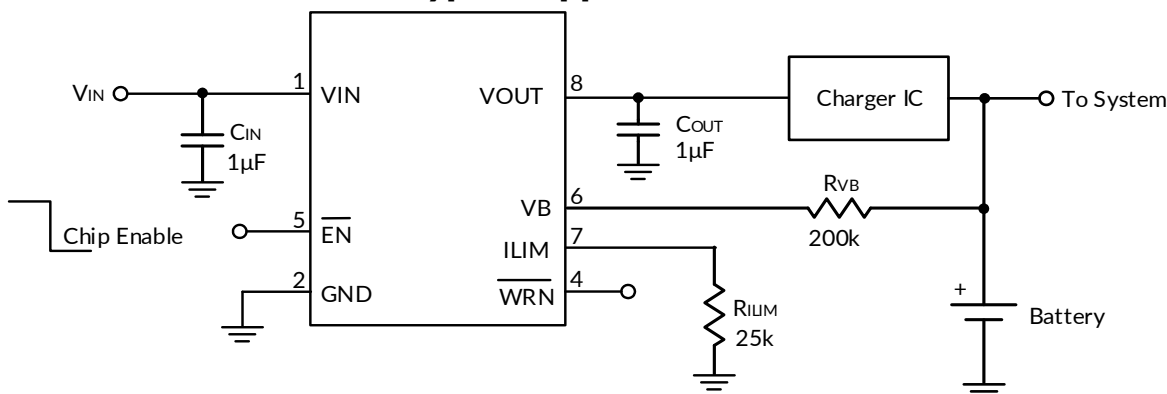 VIN
CIN
1µF
Chip Enable
1
VIN
5
EN
2
GND
VOUT
8
VB
6
ILIM
7
WRN
4
COUT
1µF
Charger IC
To System
RVB
200k
RILIM
25k
+
Battery